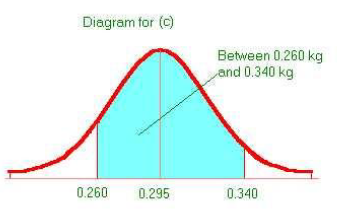 Diagram for (c)
Between 0.260 kg
and 0.340 kg
0.260 0.295 0.340